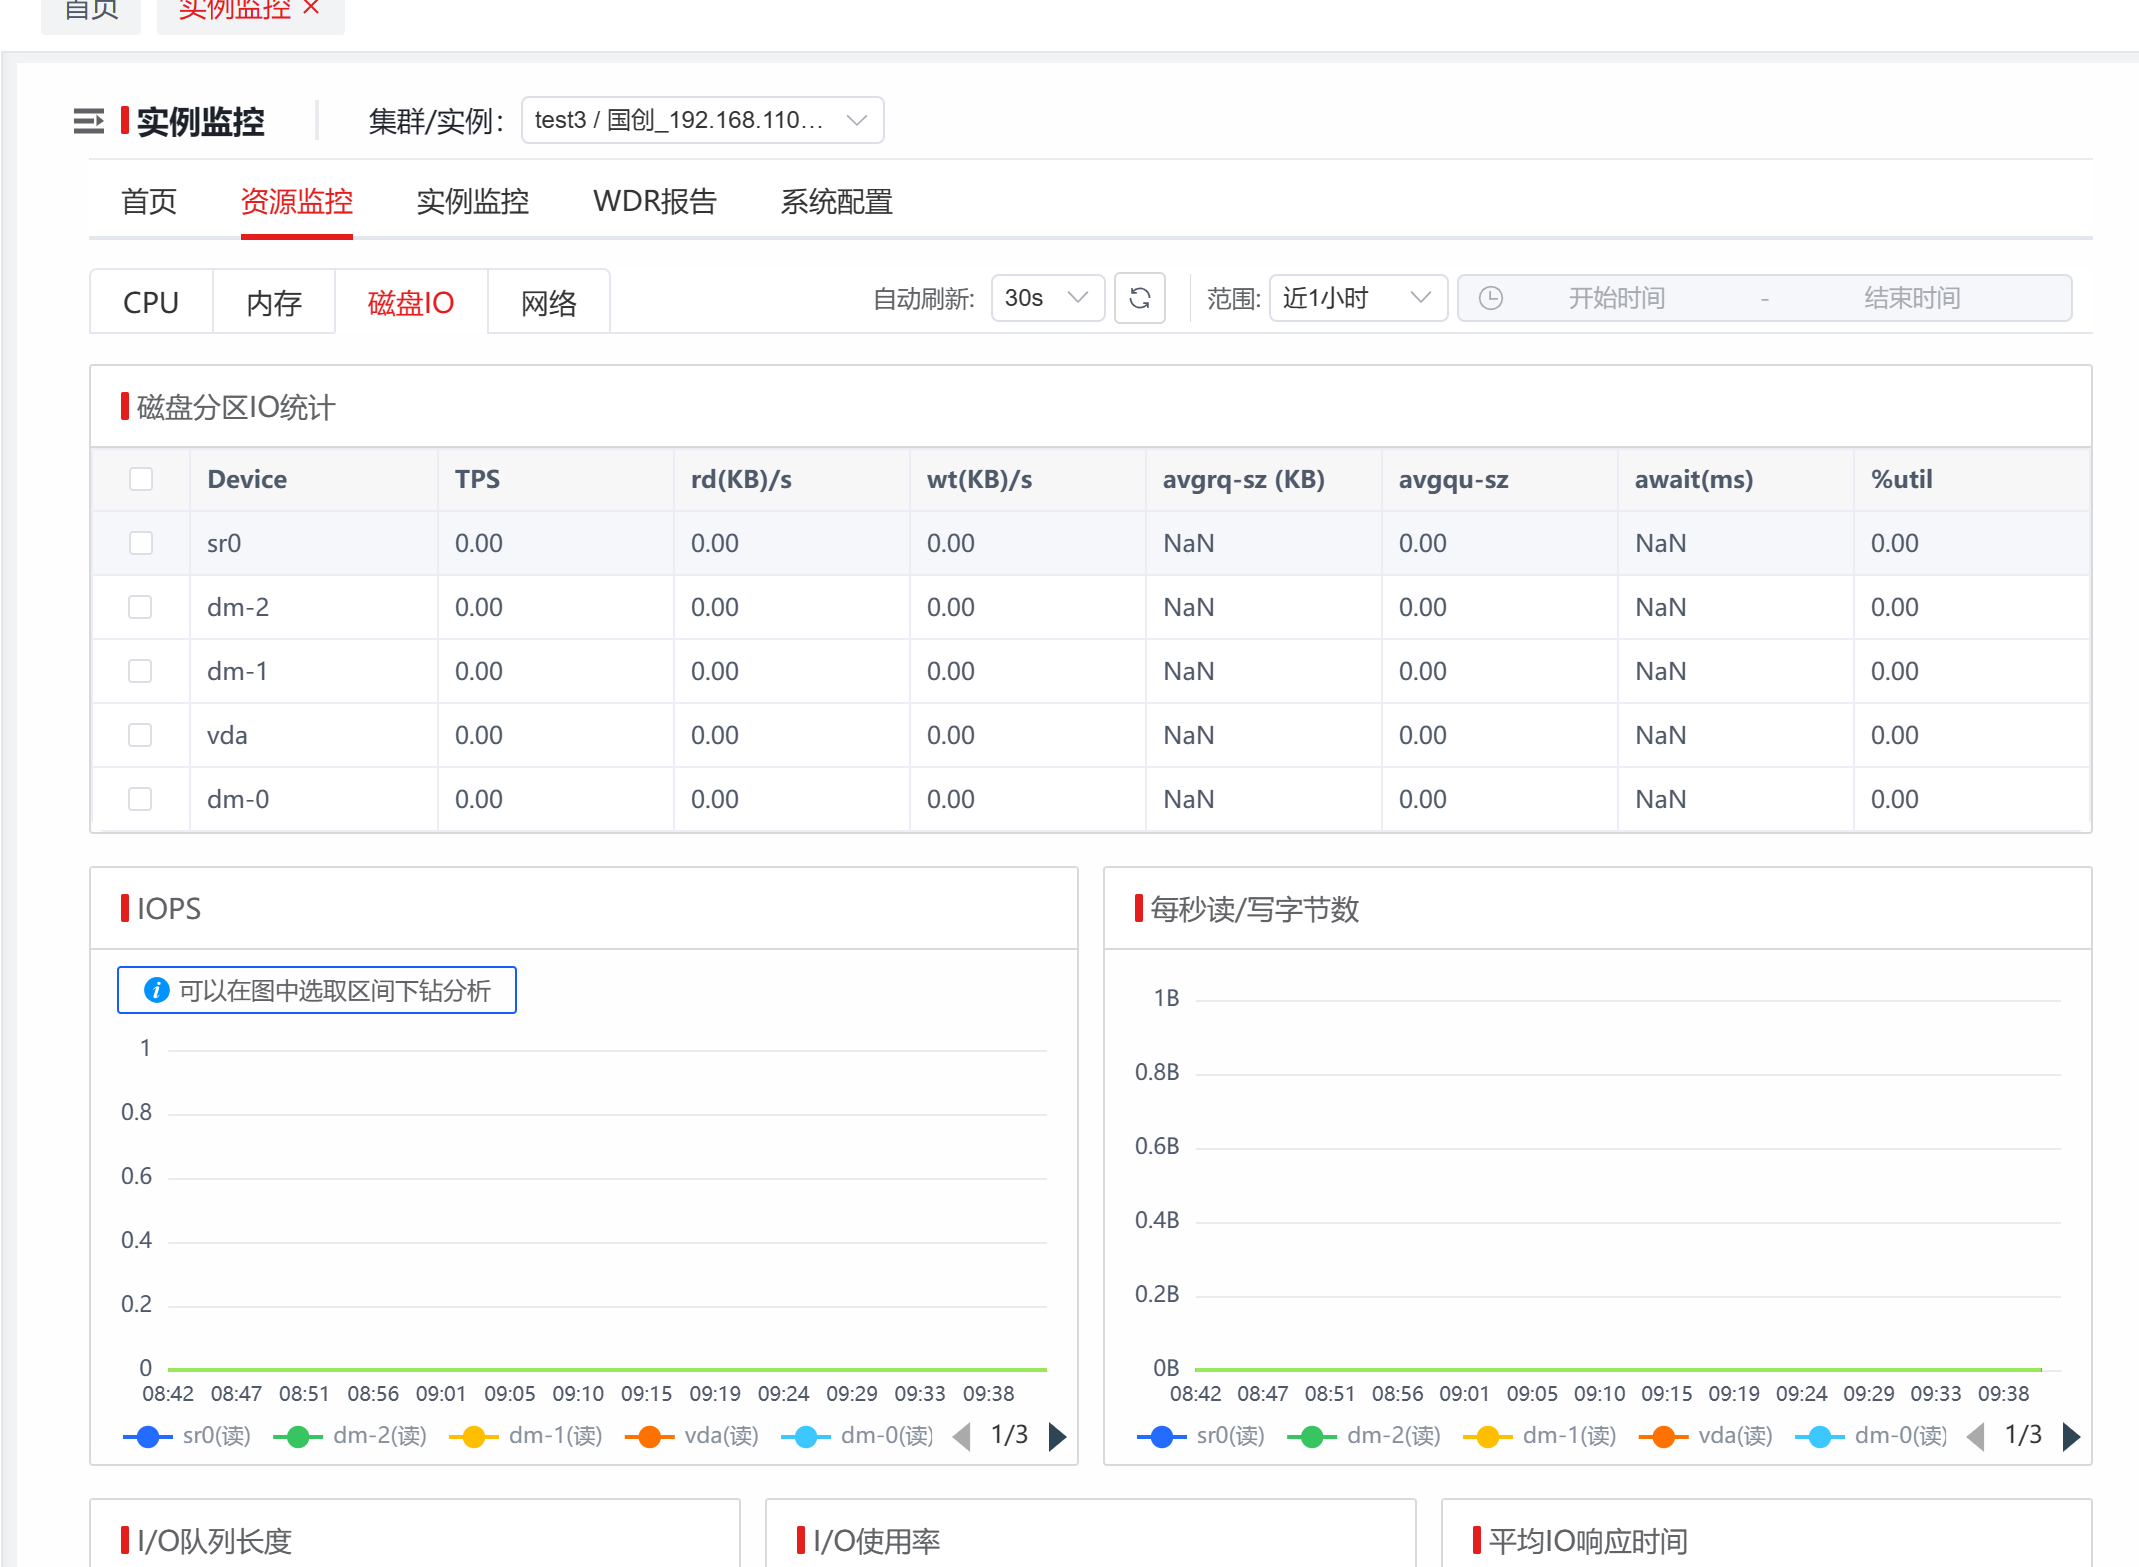 首页 实例监控 ×
实例监控 集群/实例： test3 / 国创_192.168.110...
首页 资源监控 实例监控 WDR报告 系统配置
CPU 内存 磁盘IO 网络 自动刷新: 30s 范围: 近1小时 开始时间 - 结束时间
磁盘分区IO统计
Device TPS rd(KB)/s wt(KB)/s avgrq-sz (KB) avgqu-sz await(ms) %util
sr0 0.00 0.00 0.00 NaN 0.00 NaN 0.00
dm-2 0.00 0.00 0.00 NaN 0.00 NaN 0.00
dm-1 0.00 0.00 0.00 NaN 0.00 NaN 0.00
vda 0.00 0.00 0.00 NaN 0.00 NaN 0.00
dm-0 0.00 0.00 0.00 NaN 0.00 NaN 0.00
IOPS
可以在图中选取区间下钻分析
1
0.8
0.6
0.4
0.2
0
08:42 08:47 08:51 08:56 09:01 09:05 09:10 09:15 09:19 09:24 09:29 09:33 09:38
sr0(读) dm-2(读) dm-1(读) vda(读) dm-0(读) 1/3
每秒读/写字节数
1B
0.8B
0.6B
0.4B
0.2B
0B
08:42 08:47 08:51 08:56 09:01 09:05 09:10 09:15 09:19 09:24 09:29 09:33 09:38
sr0(读) dm-2(读) dm-1(读) vda(读) dm-0(读) 1/3
I/O队列长度
I/O使用率
平均IO响应时间